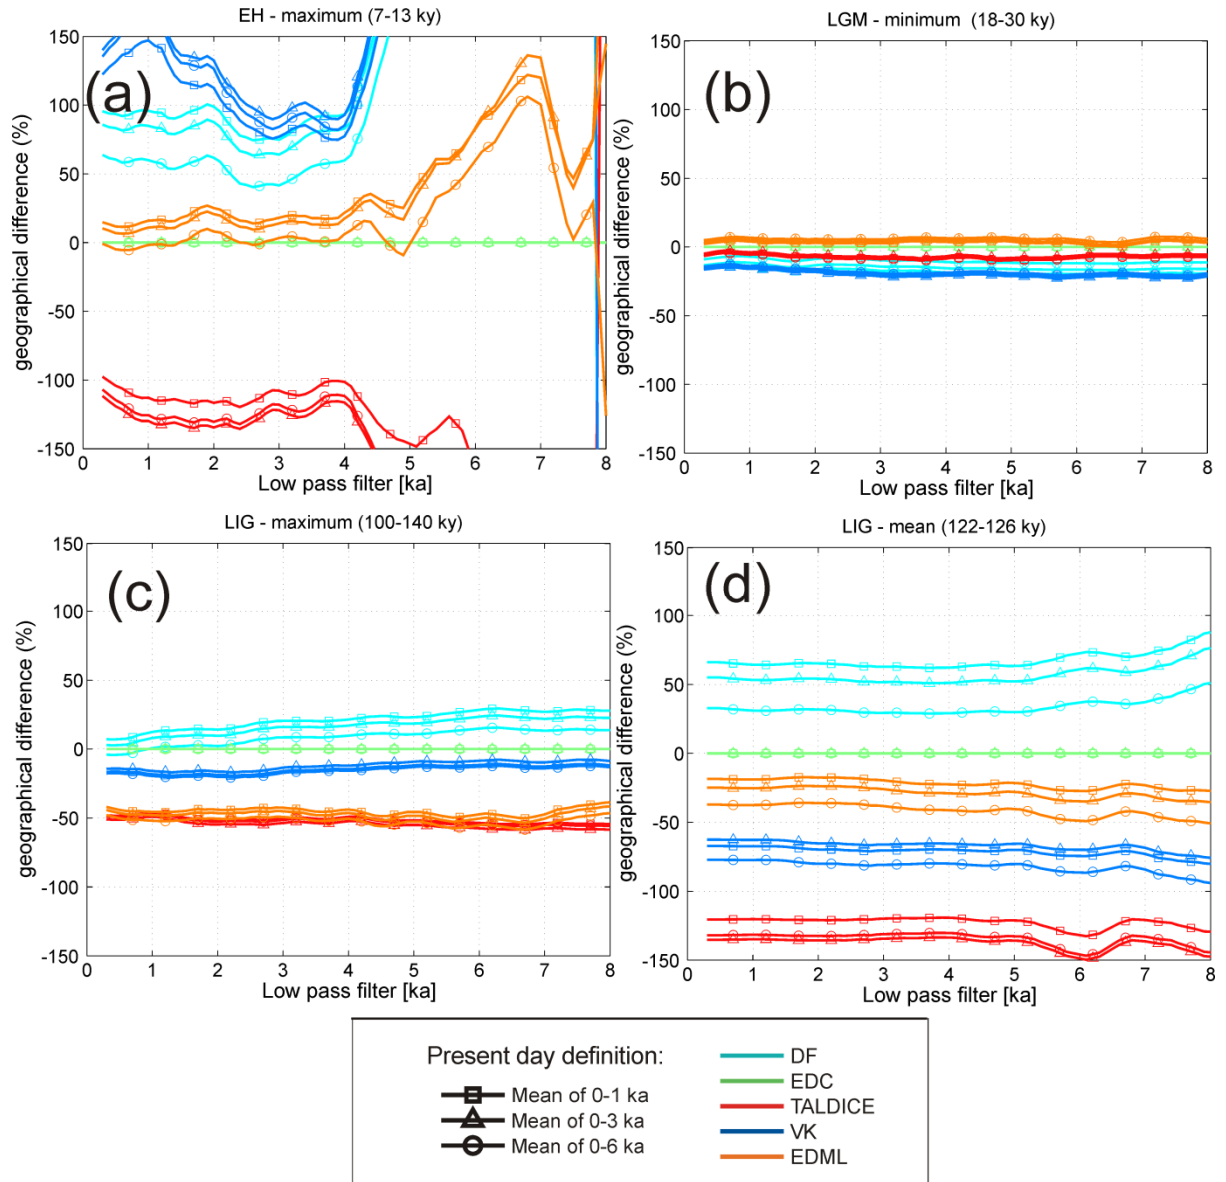 EH - maximum (7-13 ky)
(a)
geographical difference (%)
150
100
50
0
-50
-100
-150
0 1 2 3 4 5 6 7 8
Low pass filter [ka]
LGM - minimum (18-30 ky)
(b)
geographical difference (%)
150
100
50
0
-50
-100
-150
0 1 2 3 4 5 6 7 8
Low pass filter [ka]
LIG - maximum (100-140 ky)
(c)
geographical difference (%)
150
100
50
0
-50
-100
-150
0 1 2 3 4 5 6 7 8
Low pass filter [ka]
LIG - mean (122-126 ky)
(d)
geographical difference (%)
150
100
50
0
-50
-100
-150
0 1 2 3 4 5 6 7 8
Low pass filter [ka]
Present day definition:
Mean of 0-1 ka
Mean of 0-3 ka
Mean of 0-6 ka
DF
EDC
TALDICE
VK
EDML